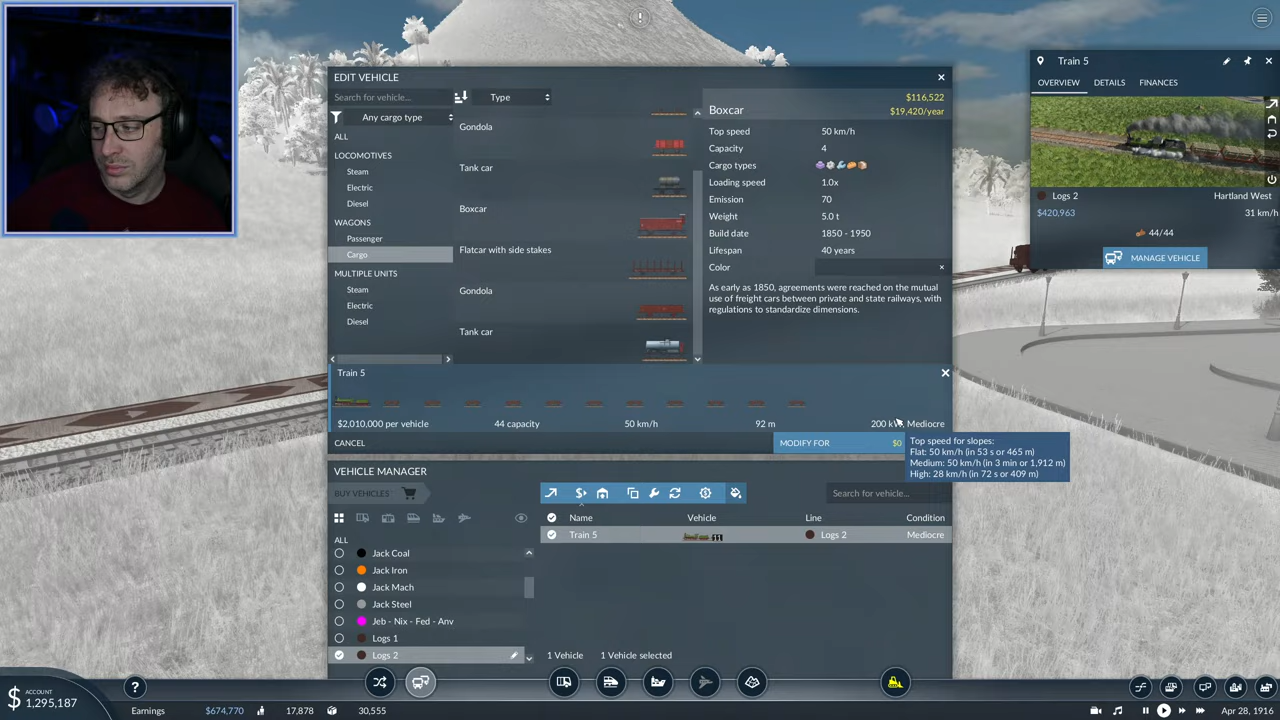 EDIT VEHICLE
Search for vehicle...
Type
Any cargo type
ALL
LOCOMOTIVES
Steam
Electric
Diesel
WAGONS
Passenger
Cargo
MULTIPLE UNITS
Steam
Electric
Diesel
Gondola
Tank car
Boxcar
Flatcar with side stakes
Gondola
Tank car
$116,522
Boxcar
$19,420/year
Top speed 50 km/h
Capacity 4
Cargo types
Loading speed 1.0x
Emission 70
Weight 5.0 t
Build date 1850 - 1950
Lifespan 40 years
Color
As early as 1850, agreements were reached on the mutual
use of freight cars between private and state railways, with
regulations to standardize dimensions.
Train 5
$2,010,000 per vehicle 44 capacity 50 km/h 92 m 200 Mediocre
CANCEL
MODIFY FOR $0
Top speed for slopes:
Flat: 50 km/h (in 53 s or 465 m)
Medium: 50 km/h (in 3 min or 1,912 m)
High: 28 km/h (in 72 s or 409 m)
VEHICLE MANAGER
BUY VEHICLES
Search for vehicle...
ALL
Jack Coal
Jack Iron
Jack Mach
Jack Steel
Jeb - Nix - Fed - Anv
Logs 1
Logs 2
Name Vehicle Line Condition
Train 5 Logs 2 Mediocre
1 Vehicle 1 Vehicle selected
Train 5
OVERVIEW DETAILS FINANCES
Logs 2 Hartland West
$420,963 31 km/h
44/44
MANAGE VEHICLE
ACCOUNT
$ 1,295,187
?
Earnings $674,770 17,878 30,555
Apr 28, 1916